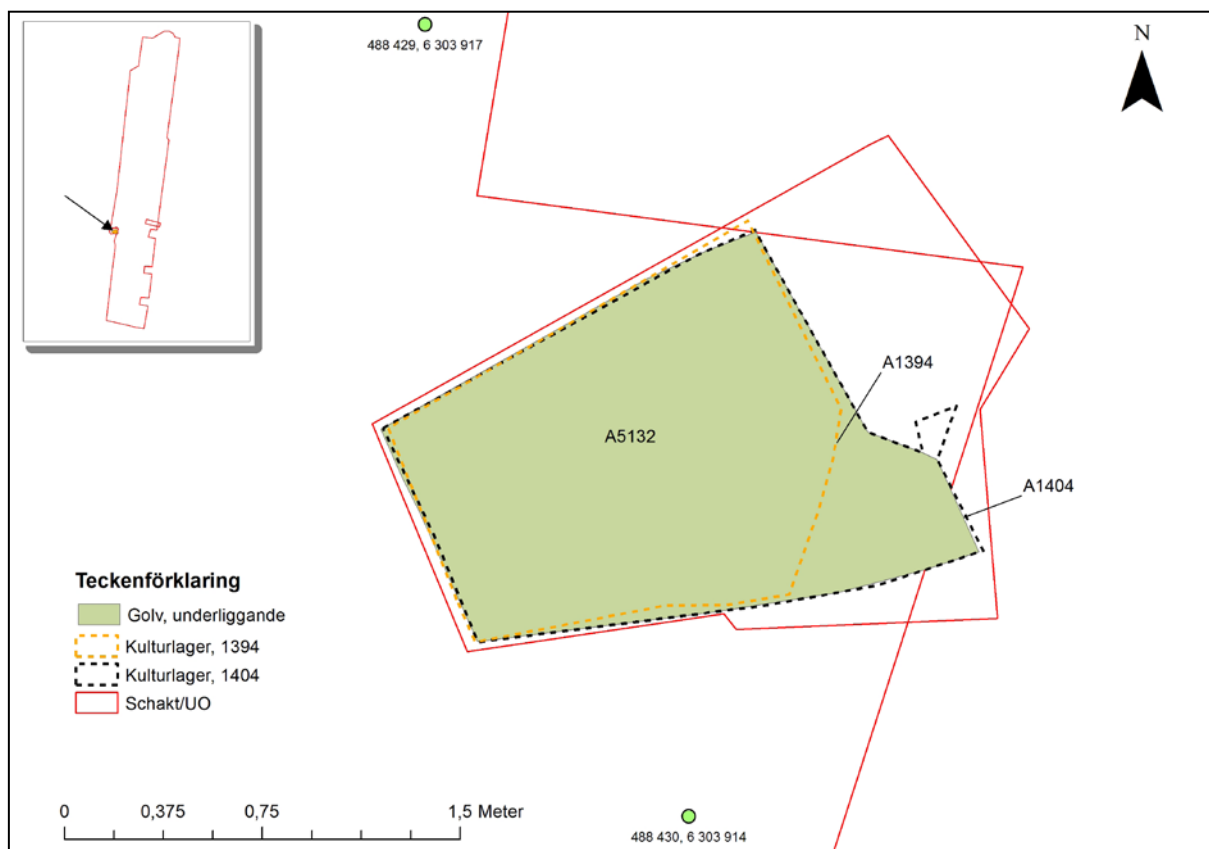 488 429, 6 303 917
N
A1394
A5132
A1404
Teckenförklaring
Golv, underliggande
Kulturlager, 1394
Kulturlager, 1404
Schakt/UO
0 0,375 0,75 1,5 Meter
488 430, 6 303 914